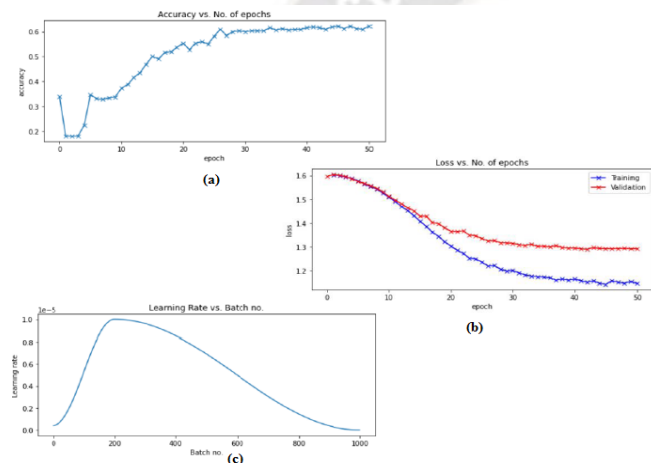 Accuracy vs. No. of epochs
0.6
0.5
0.4
0.3
0.2
accuracy
0
10
20
30
40
50
epoch
(a)
Loss vs. No. of epochs
1.6
1.5
1.4
1.3
1.2
loss
Training
Validation
0
10
20
30
40
50
epoch
(b)
Learning Rate vs. Batch no.
1e-5
1.0
0.8
0.6
0.4
0.2
0.0
Learning rate
0
200
400
600
800
1000
Batch no.
(c)